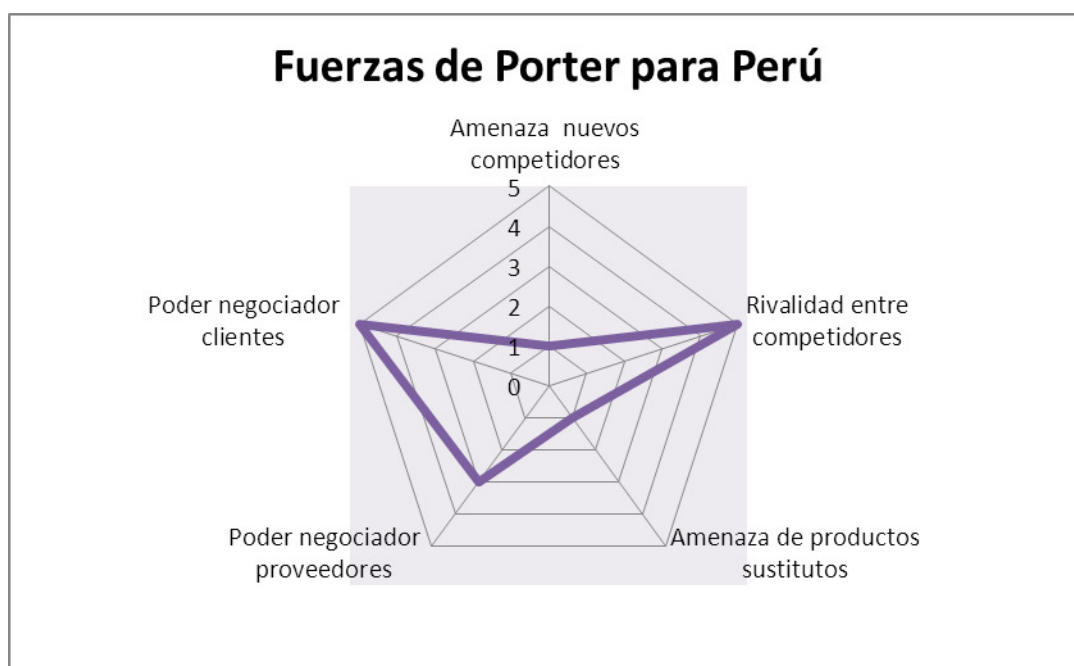 Fuerzas de Porter para Perú
Amenaza nuevos
competidores
5
4
3
2
1
0
Rivalidad entre
competidores
Poder negociador
clientes
Poder negociador
proveedores
Amenaza de productos
sustitutos